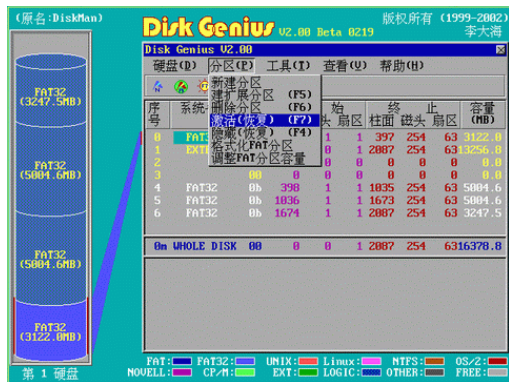 (原名:DiskMan)
Disk Genius V2.00 Beta 0219
版权所有 (1999-2002)
李大海
Disk Genius V2.00
硬盘(D) 分区(P) 工具(T) 查看(V) 帮助(H)
新建分区
建扩展分区 (F5)
删除分区 (F6)
激活(恢复) (F7)
隐藏(恢复) (F4)
格式化FAT分区
调整FAT分区容量
序号 系统 始 终 止 容量
头 扇区 柱面 磁头 扇区 (MB)
0 FAT3 1 1 397 254 63 3122.0
1 EXTE 0 1 2087 254 63 13256.8
2 0 0 0 0 0 0.0
3 00 0 0 0 0 0 0 0.0
4 FAT32 0b 398 1 1 1035 254 63 5004.6
5 FAT32 0b 1036 1 1 1673 254 63 5004.6
6 FAT32 0b 1674 1 1 2087 254 63 3247.5
0m WHOLE DISK 00 0 0 1 2087 254 63 16378.8
FAT32
(3247.5MB)
FAT32
(5004.6MB)
FAT32
(5004.6MB)
FAT32
(3122.0MB)
第 1 硬盘
FAT: FAT32: UNIX: Linux: NTFS: OS/2:
NOVELL: CP/M: EXT: LOGIC: OTHER: FREE: